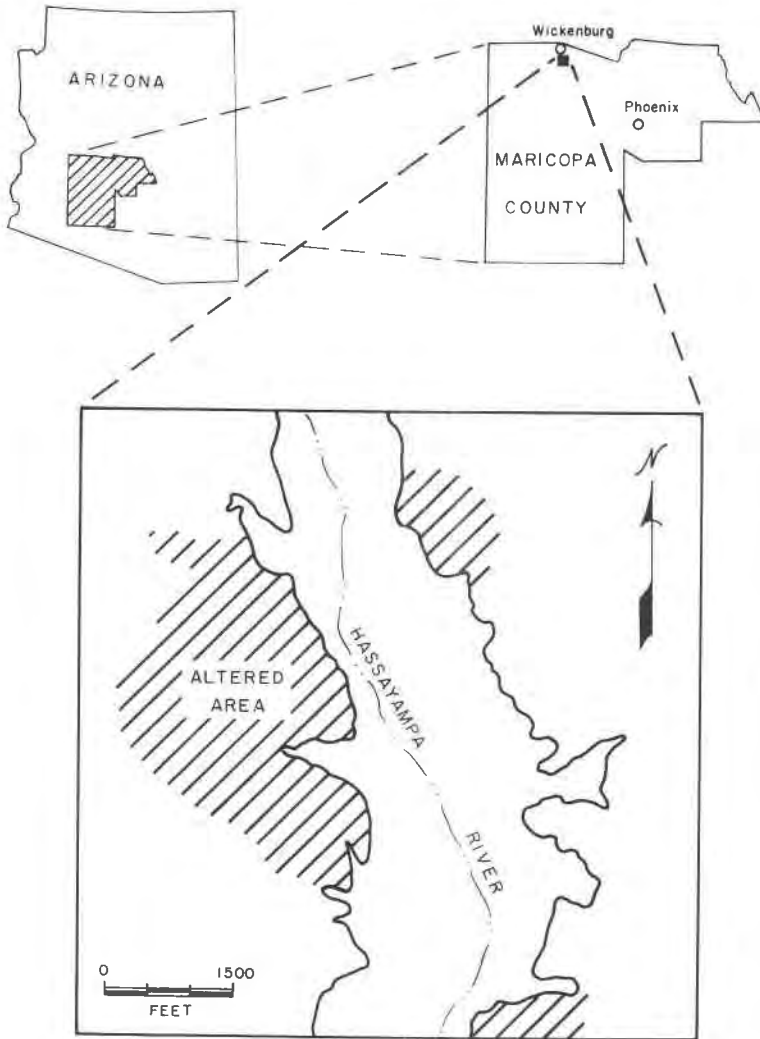 Wickenburg
ARIZONA
Phoenix
MARICOPA
COUNTY
N
HASSAYAMPA
ALTERED
AREA
RIVER
0 1500
FEET